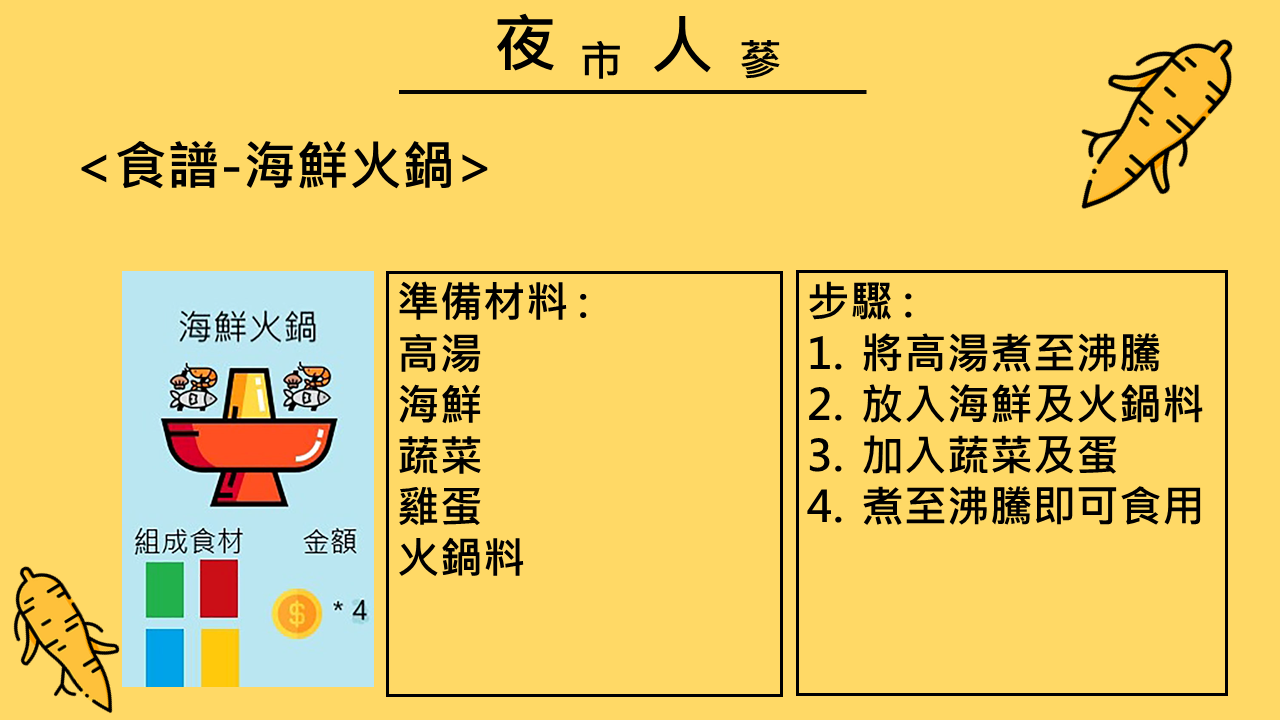 夜市人蔘
<食譜-海鮮火鍋>
海鮮火鍋
組成食材 金額
$ * 4
準備材料:
高湯
海鮮
蔬菜
雞蛋
火鍋料
步驟:
1. 將高湯煮至沸騰
2. 放入海鮮及火鍋料
3. 加入蔬菜及蛋
4. 煮至沸騰即可食用